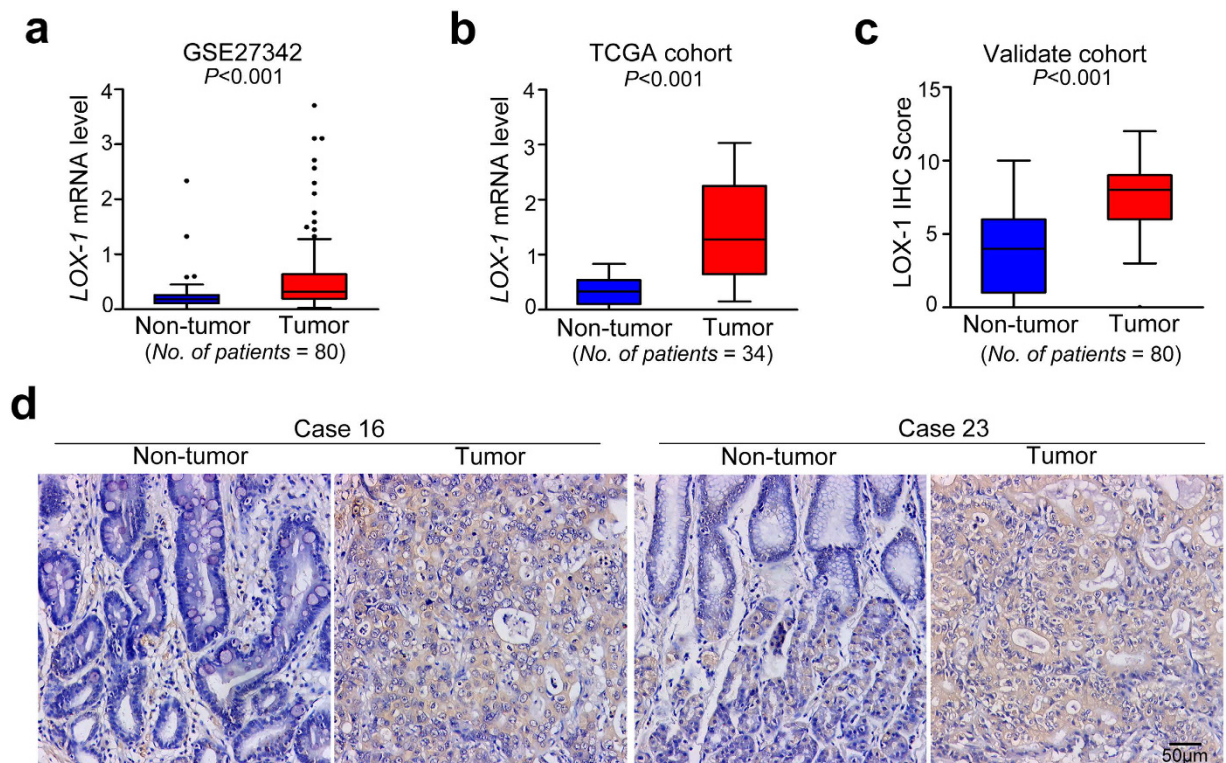 a
GSE27342
P<0.001
LOX-1 mRNA level
4
3
2
1
0
Non-tumor Tumor
(No. of patients = 80)
b
TCGA cohort
P<0.001
LOX-1 mRNA level
4
3
2
1
0
Non-tumor Tumor
(No. of patients = 34)
c
Validate cohort
P<0.001
LOX-1 IHC Score
15
10
5
0
Non-tumor Tumor
(No. of patients = 80)
d
Case 16
Non-tumor Tumor
Case 23
Non-tumor Tumor
50μm